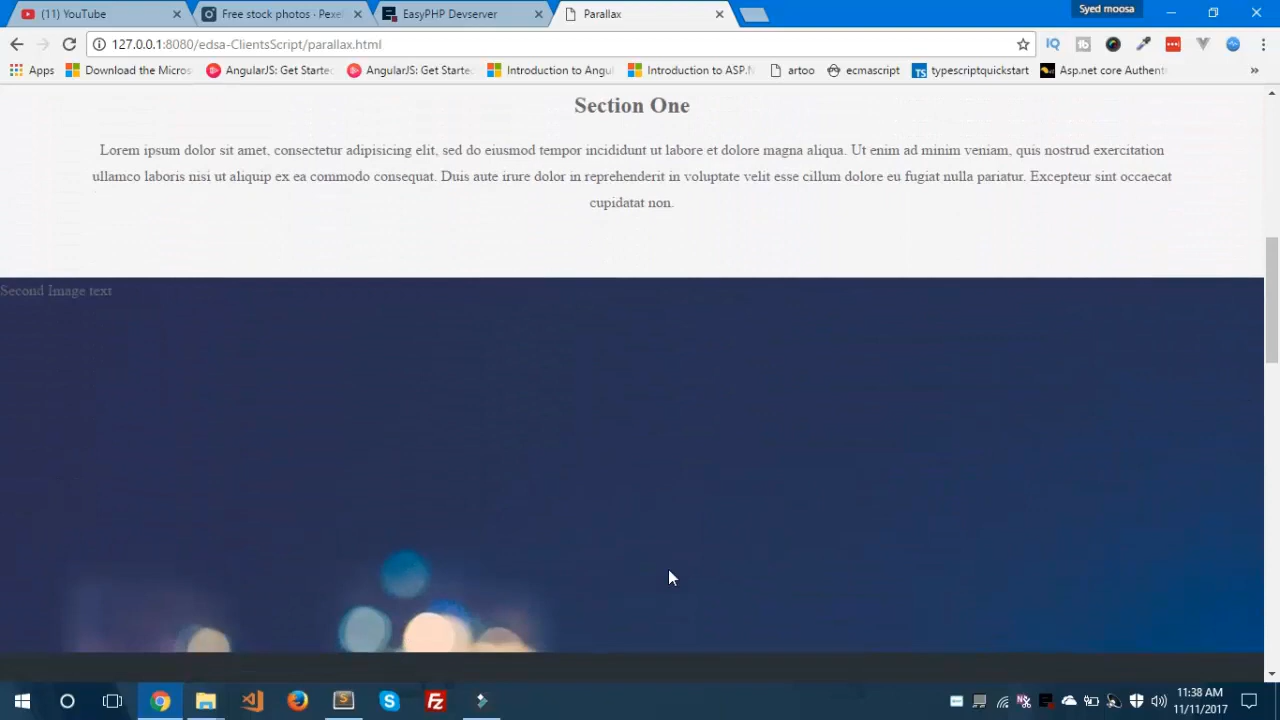 (11) YouTube
Free stock photos · Pexel
EasyPHP Devserver
Parallax
Syed moosa
127.0.0.1:8080/edsa-ClientsScript/parallax.html
Apps
Download the Micros
AngularJS: Get Starte
AngularJS: Get Starte
Introduction to Angu
Introduction to ASP.N
artoo
ecmascript
typescriptquickstart
Asp.net core Authent
Section One
Lorem ipsum dolor sit amet, consectetur adipisicing elit, sed do eiusmod tempor incididunt ut labore et dolore magna aliqua. Ut enim ad minim veniam, quis nostrud exercitation
ullamco laboris nisi ut aliquip ex ea commodo consequat. Duis aute irure dolor in reprehenderit in voluptate velit esse cillum dolore eu fugiat nulla pariatur. Excepteur sint occaecat
cupidatat non.
Second Image text
11:38 AM
11/11/2017